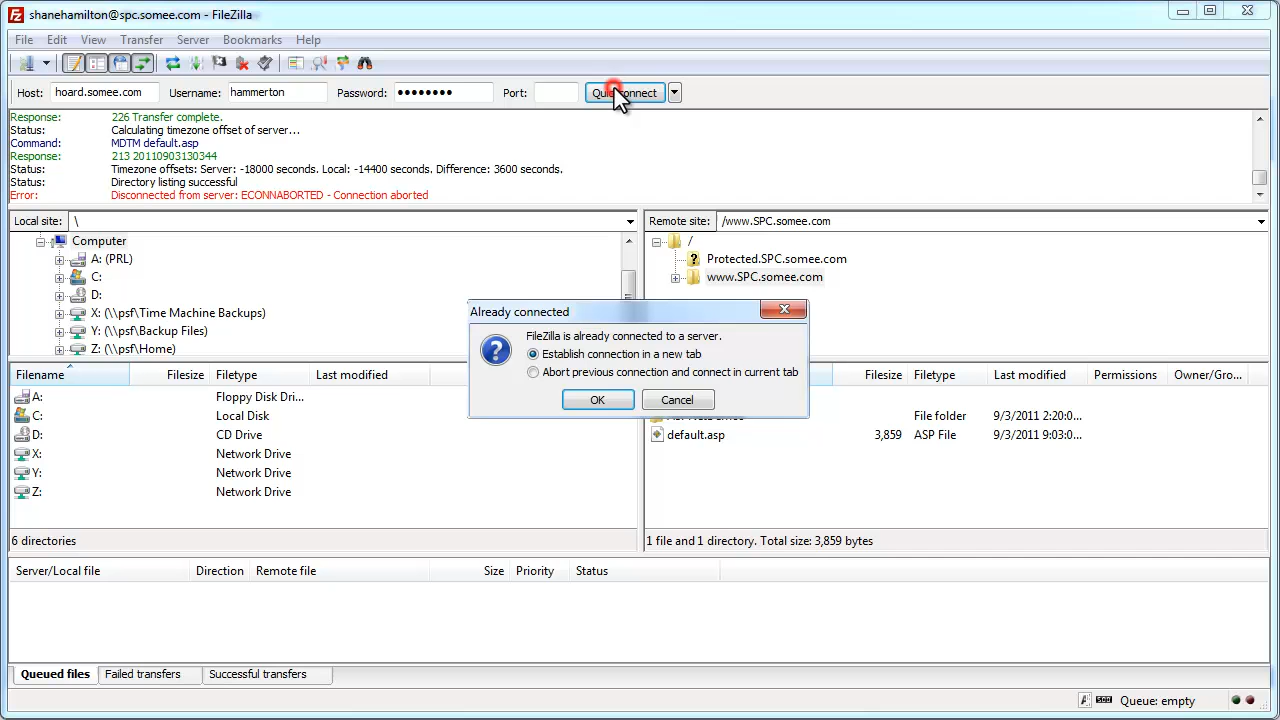 shanehamilton@spc.somee.com - FileZilla
File Edit View Transfer Server Bookmarks Help
Host: hoard.somee.com Username: hammerton Password: ●●●●●●●● Port: Quickconnect
Response: 226 Transfer complete.
Status: Calculating timezone offset of server...
Command: MDTM default.asp
Response: 213 20110903130344
Status: Timezone offsets: Server: -18000 seconds. Local: -14400 seconds. Difference: 3600 seconds.
Status: Directory listing successful
Error: Disconnected from server: ECONNABORTED - Connection aborted
Local site: \
Computer
A: (PRL)
C:
D:
X: (\\psf\Time Machine Backups)
Y: (\\psf\Backup Files)
Z: (\\psf\Home)
Remote site: /www.SPC.somee.com
/
Protected.SPC.somee.com
www.SPC.somee.com
Already connected
FileZilla is already connected to a server.
Establish connection in a new tab
Abort previous connection and connect in current tab
OK Cancel
Filename Filesize Filetype Last modified
A: Floppy Disk Dri...
C: Local Disk
D: CD Drive
X: Network Drive
Y: Network Drive
Z: Network Drive
6 directories
Filesize Filetype Last modified Permissions Owner/Gro...
File folder 9/3/2011 2:20:0...
default.asp 3,859 ASP File 9/3/2011 9:03:0...
1 file and 1 directory. Total size: 3,859 bytes
Server/Local file Direction Remote file Size Priority Status
Queued files Failed transfers Successful transfers
Queue: empty